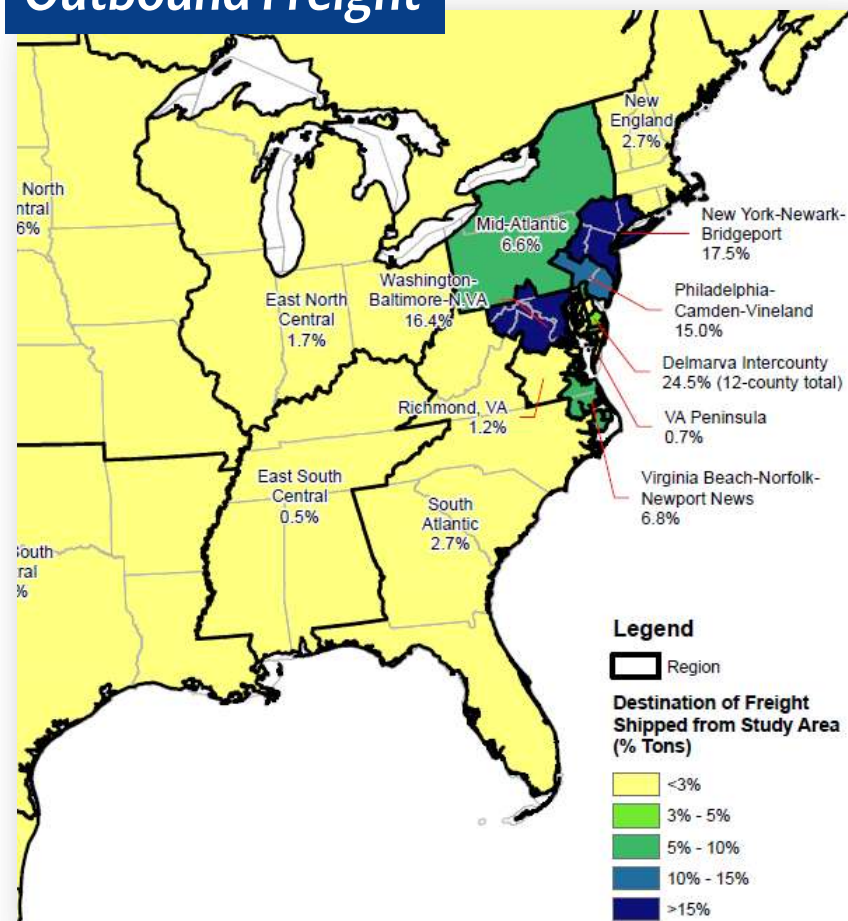 Outbound Freight
New
England
2.7%
North
ntral
6%
Mid-Atlantic
6.6%
New York-Newark-
Bridgeport
17.5%
Washington-
Baltimore-N.VA
16.4%
East North
Central
1.7%
Philadelphia-
Camden-Vineland
15.0%
Delmarva Intercounty
24.5% (12-county total)
Richmond, VA
1.2%
VA Peninsula
0.7%
East South
Central
0.5%
South
Atlantic
2.7%
Virginia Beach-Norfolk-
Newport News
6.8%
South
ral
%
Legend
Region
Destination of Freight
Shipped from Study Area
(% Tons)
<3%
3% - 5%
5% - 10%
10% - 15%
>15%